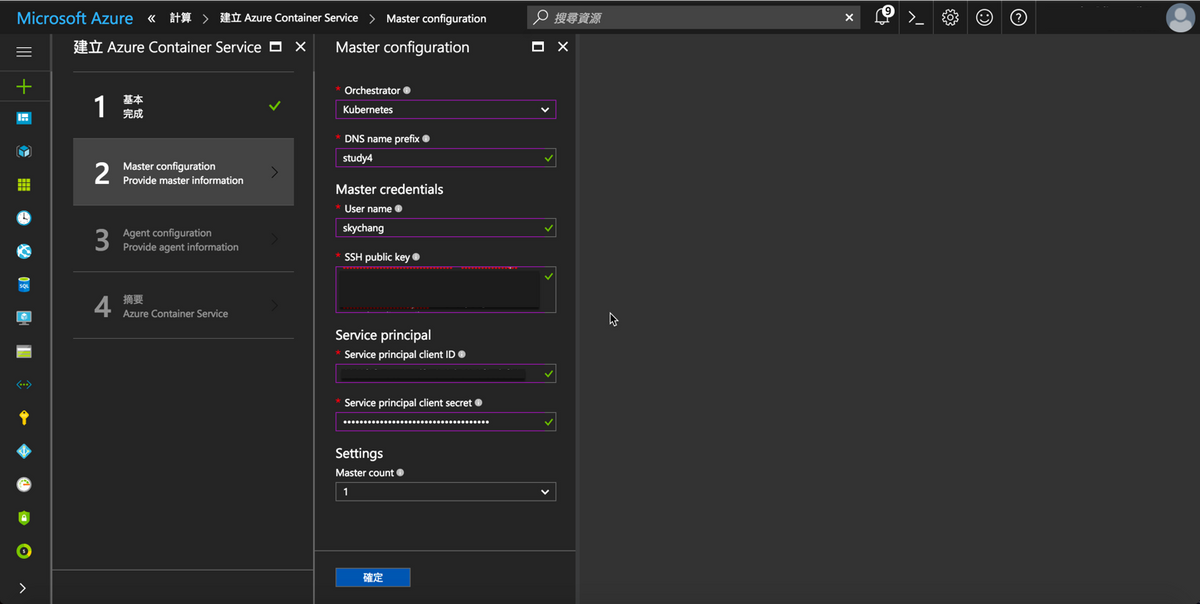 Microsoft Azure « 計算 > 建立 Azure Container Service > Master configuration
搜尋資源
9
建立 Azure Container Service
1 基本
完成
2 Master configuration
Provide master information
3 Agent configuration
Provide agent information
4 摘要
Azure Container Service
Master configuration
* Orchestrator
Kubernetes
* DNS name prefix
study4
Master credentials
* User name
skychang
* SSH public key
Service principal
* Service principal client ID
* Service principal client secret
••••••••••••••••••••••••••••••••••••
Settings
Master count
1
確定
SQL